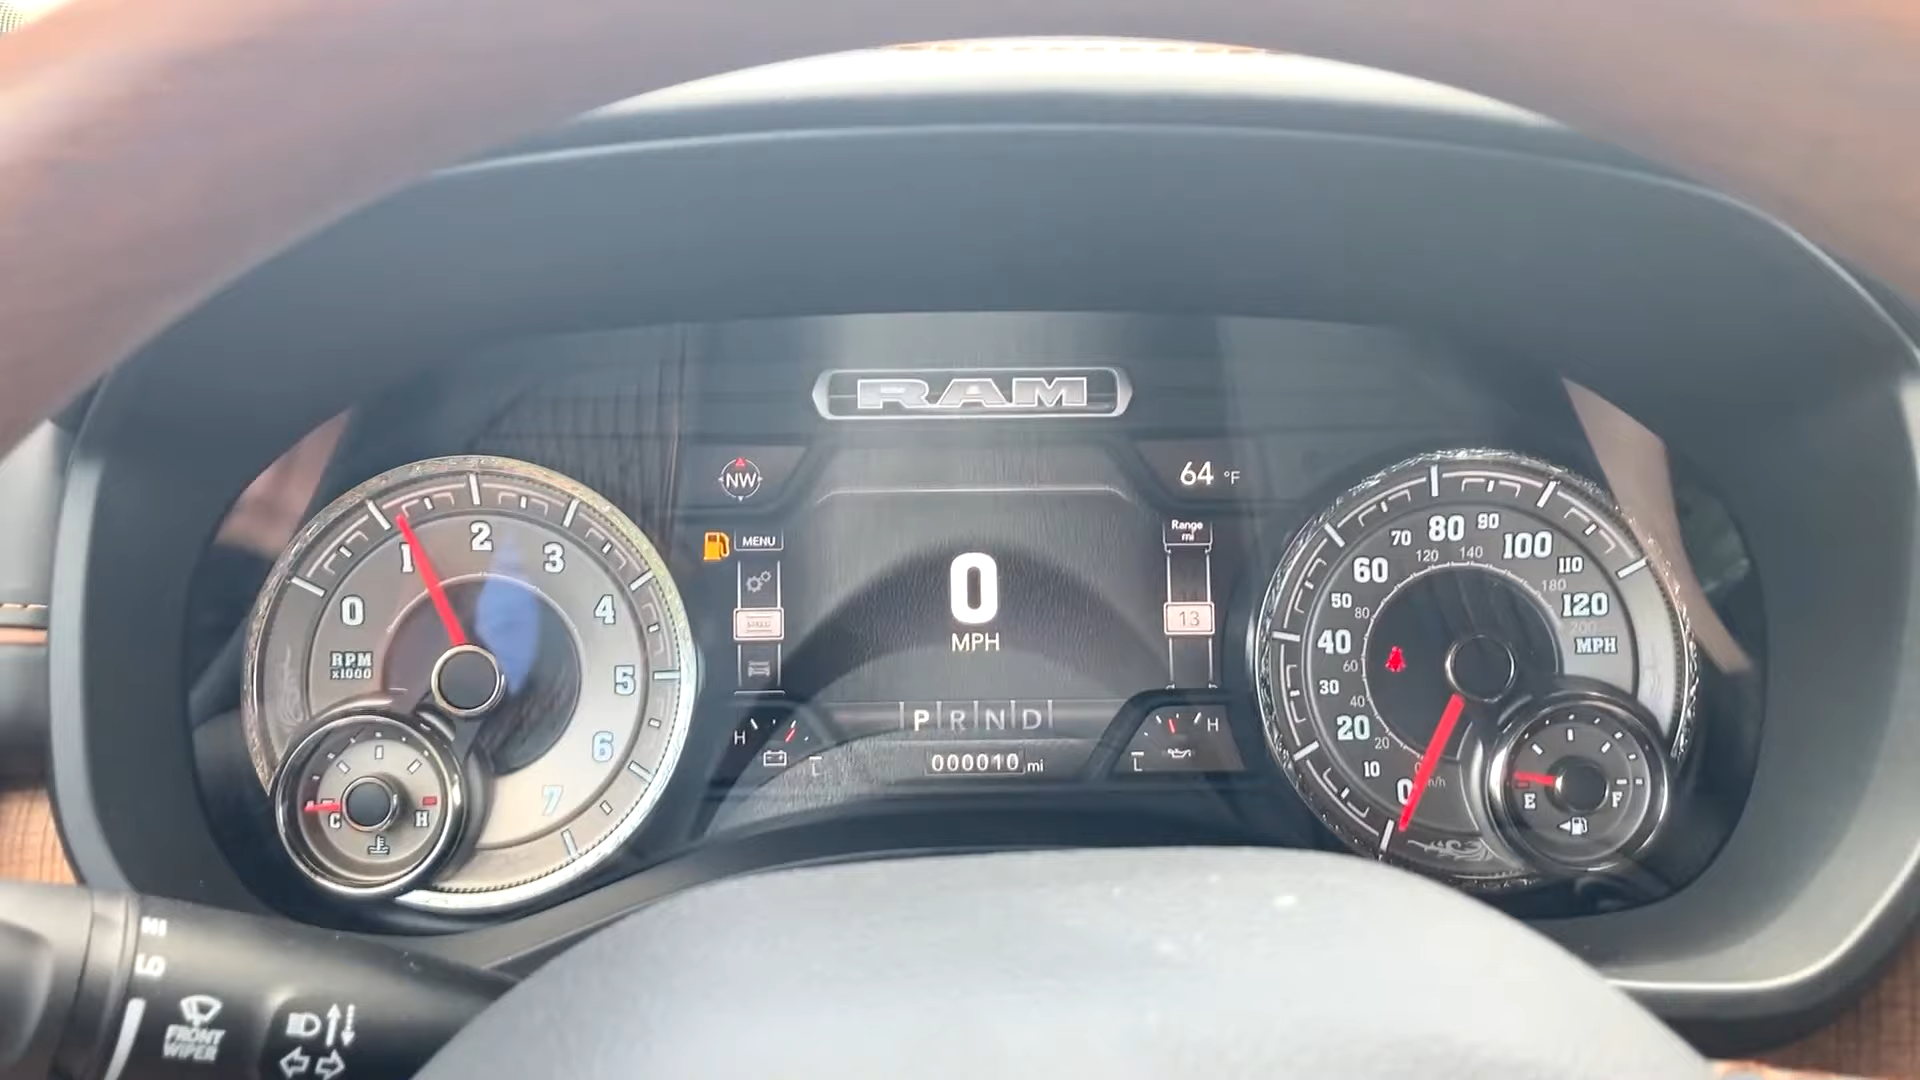 RAM
NW
64 °F
MENU
Range
mi
13
0
MPH
P R N D
000010 mi
H
L
H
L
0
1
2
3
4
5
6
7
RPM
x1000
C
H
0
10
20
30
40
50
60
70
80
90
100
110
120
MPH
20
40
60
80
120
140
180
200
E
F
FRONT
WIPER